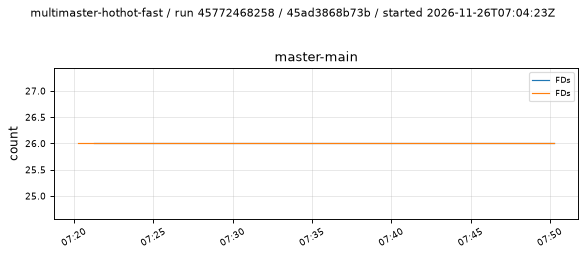 multimaster-hothot-fast / run 45772468258 / 45ad3868b73b / started 2026-11-26T07:04:23Z
master-main
FDs
FDs
count
27.0
26.5
26.0
25.5
25.0
07:20
07:25
07:30
07:35
07:40
07:45
07:50